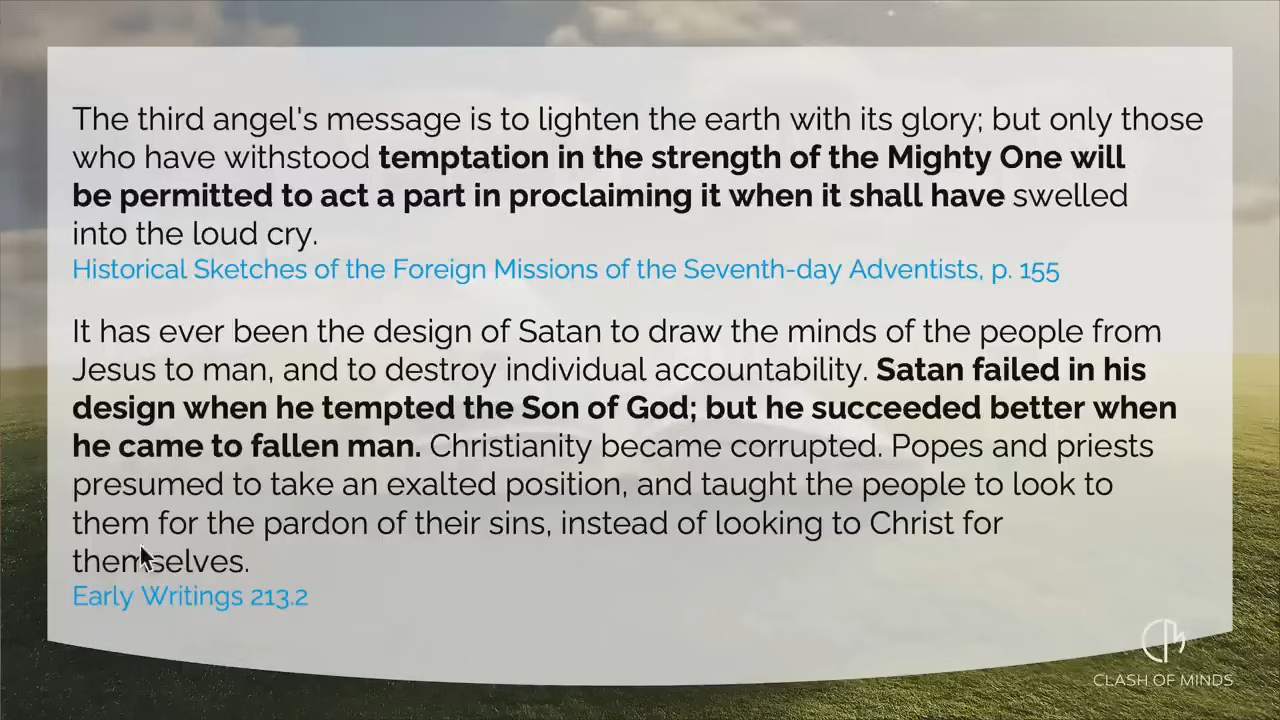 The third angel's message is to lighten the earth with its glory; but only those
who have withstood temptation in the strength of the Mighty One will
be permitted to act a part in proclaiming it when it shall have swelled
into the loud cry.
Historical Sketches of the Foreign Missions of the Seventh-day Adventists, p. 155
It has ever been the design of Satan to draw the minds of the people from
Jesus to man, and to destroy individual accountability. Satan failed in his
design when he tempted the Son of God; but he succeeded better when
he came to fallen man. Christianity became corrupted. Popes and priests
presumed to take an exalted position, and taught the people to look to
them for the pardon of their sins, instead of looking to Christ for
themselves.
Early Writings 213.2
CLASH OF MINDS